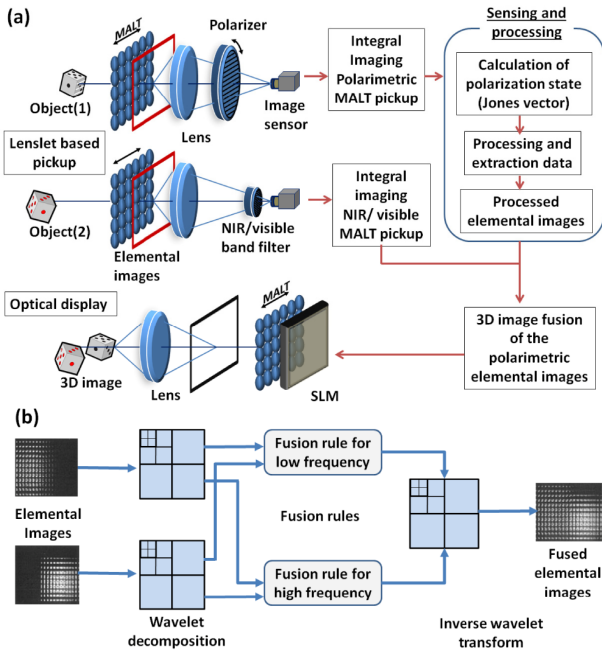 (a)
MALT
Polarizer
Object(1)
Lens
Image
sensor
Integral
Imaging
Polarimetric
MALT pickup
Sensing and
processing
Calculation of
polarization state
(Jones vector)
Processing and
extraction data
Processed
elemental images
Lenslet based
pickup
Object(2)
Elemental
images
NIR/visible
band filter
Integral
imaging
NIR/ visible
MALT pickup
Optical display
MALT
3D image
Lens
SLM
3D image fusion
of the
polarimetric
elemental images
(b)
Elemental
Images
Wavelet
decomposition
Fusion rule for
low frequency
Fusion rules
Fusion rule for
high frequency
Inverse wavelet
transform
Fused
elemental
images